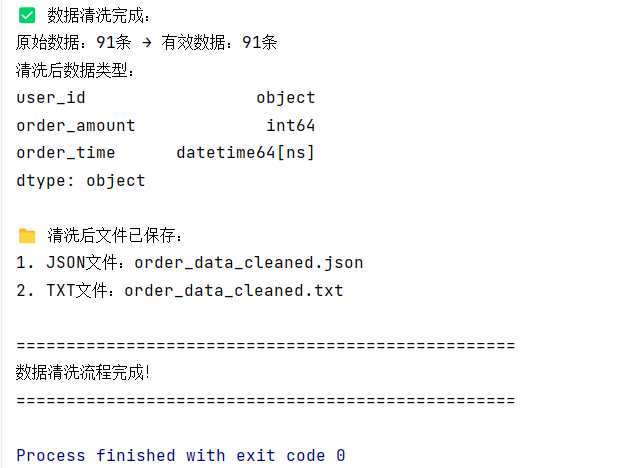 ✅ 数据清洗完成：
原始数据：91条 → 有效数据：91条
清洗后数据类型：
user_id                 object
order_amount             int64
order_time      datetime64[ns]
dtype: object
📁 清洗后文件已保存：
1. JSON文件：order_data_cleaned.json
2. TXT文件：order_data_cleaned.txt
==================================================
数据清洗流程完成！
==================================================
Process finished with exit code 0